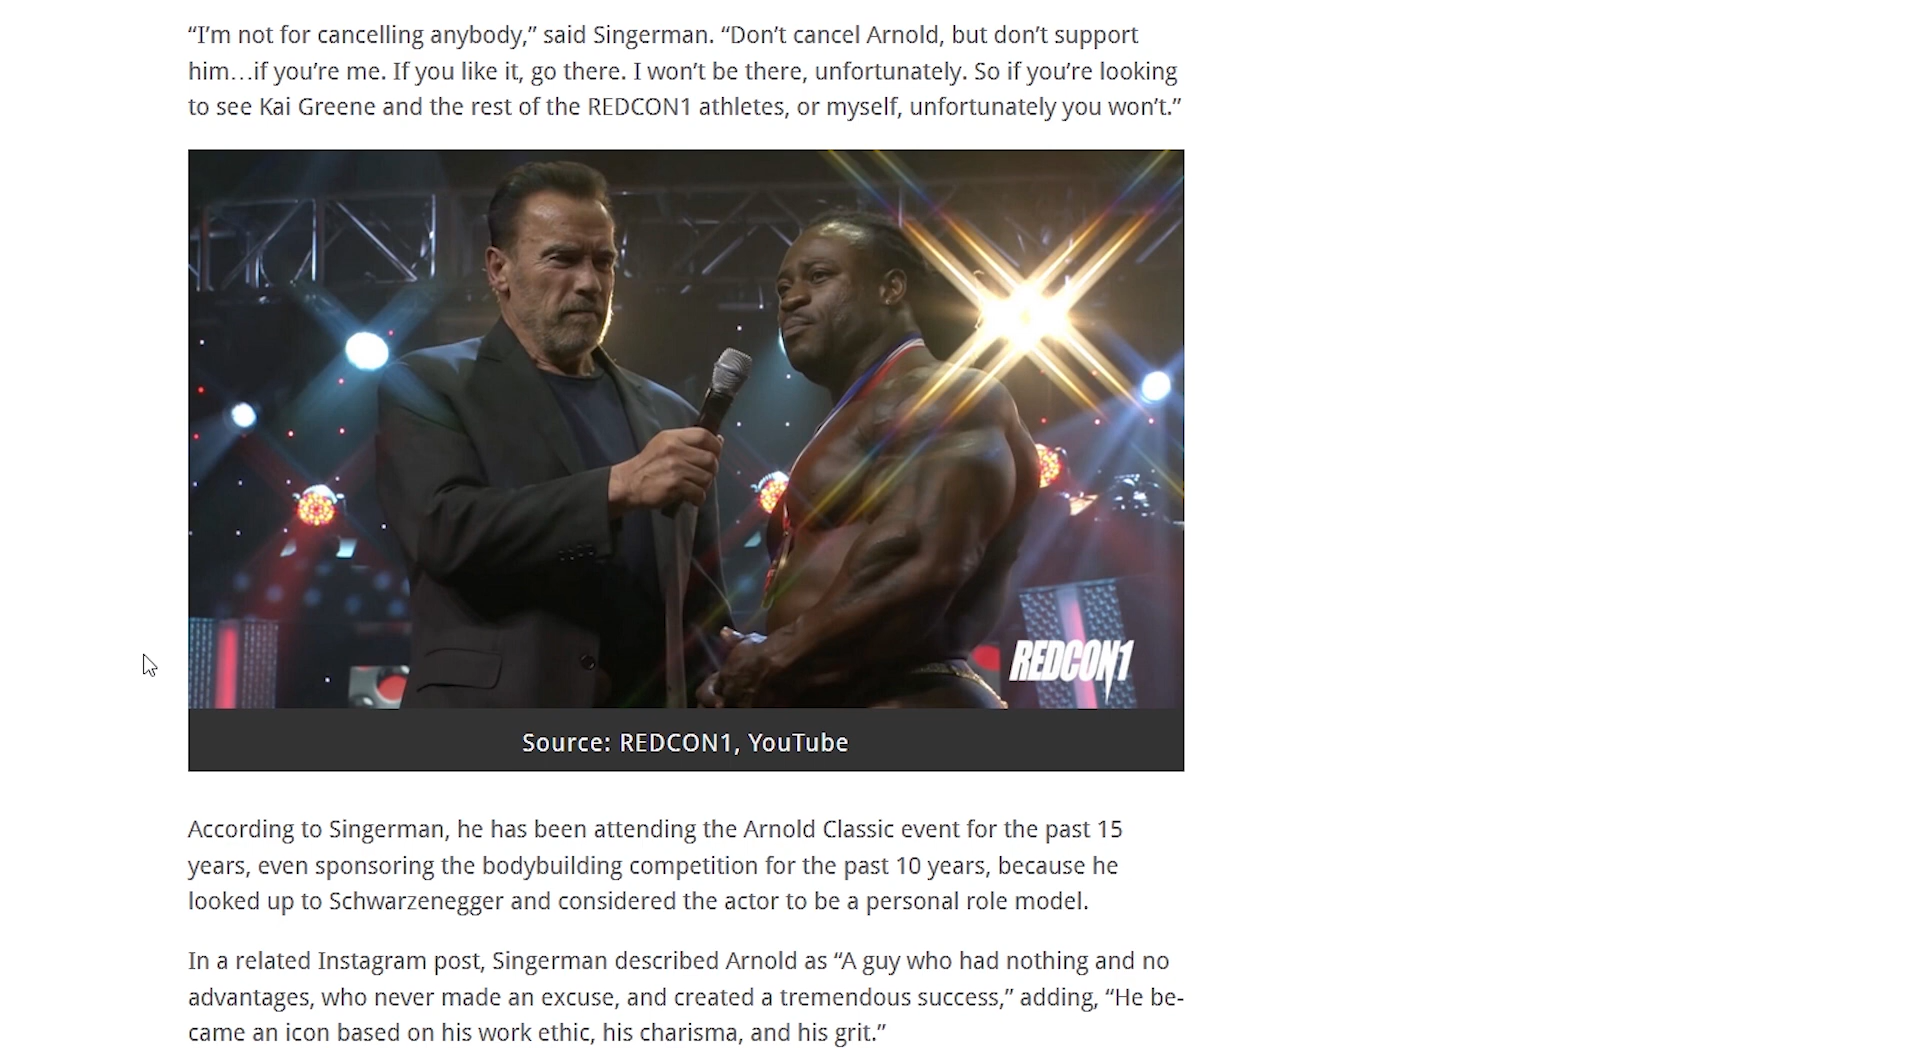 “I’m not for cancelling anybody,” said Singerman. “Don’t cancel Arnold, but don’t support
him…if you’re me. If you like it, go there. I won’t be there, unfortunately. So if you’re looking
to see Kai Greene and the rest of the REDCON1 athletes, or myself, unfortunately you won’t.”
REDCON1
Source: REDCON1, YouTube
According to Singerman, he has been attending the Arnold Classic event for the past 15
years, even sponsoring the bodybuilding competition for the past 10 years, because he
looked up to Schwarzenegger and considered the actor to be a personal role model.
In a related Instagram post, Singerman described Arnold as “A guy who had nothing and no
advantages, who never made an excuse, and created a tremendous success,” adding, “He be-
came an icon based on his work ethic, his charisma, and his grit.”